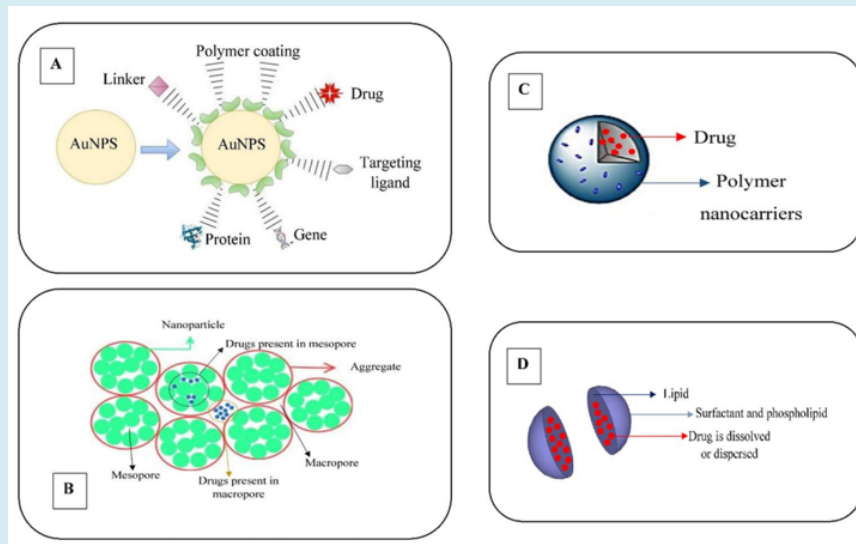 A
Polymer coating
Linker
Drug
AuNPS
AuNPS
Targeting
ligand
Protein
Gene
B
Nanoparticle
Drugs present in mesopore
Aggregate
Mesopore
Drugs present in
macropore
Macropore
C
Drug
Polymer
nanocarriers
D
Lipid
Surfactant and phospholipid
Drug is dissolved
or dispersed